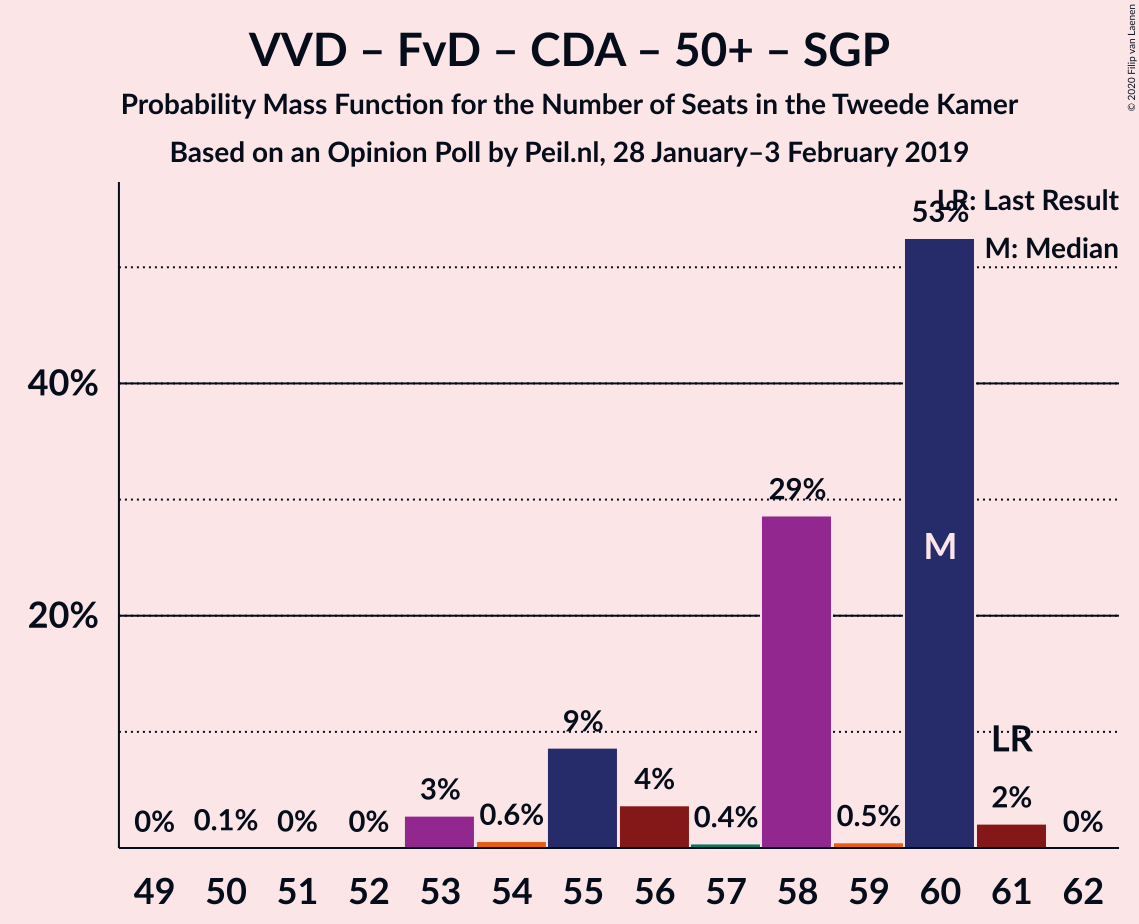 VVD – FvD – CDA – 50+ – SGP
Probability Mass Function for the Number of Seats in the Tweede Kamer
Based on an Opinion Poll by Peil.nl, 28 January–3 February 2019
© 2020 Filip van Laenen
LR: Last Result
M: Median
53%
40%
29%
M
20%
9%
LR
0% 0.1% 0% 0% 3% 0.6% 4% 0.4% 0.5% 2% 0%
49 50 51 52 53 54 55 56 57 58 59 60 61 62